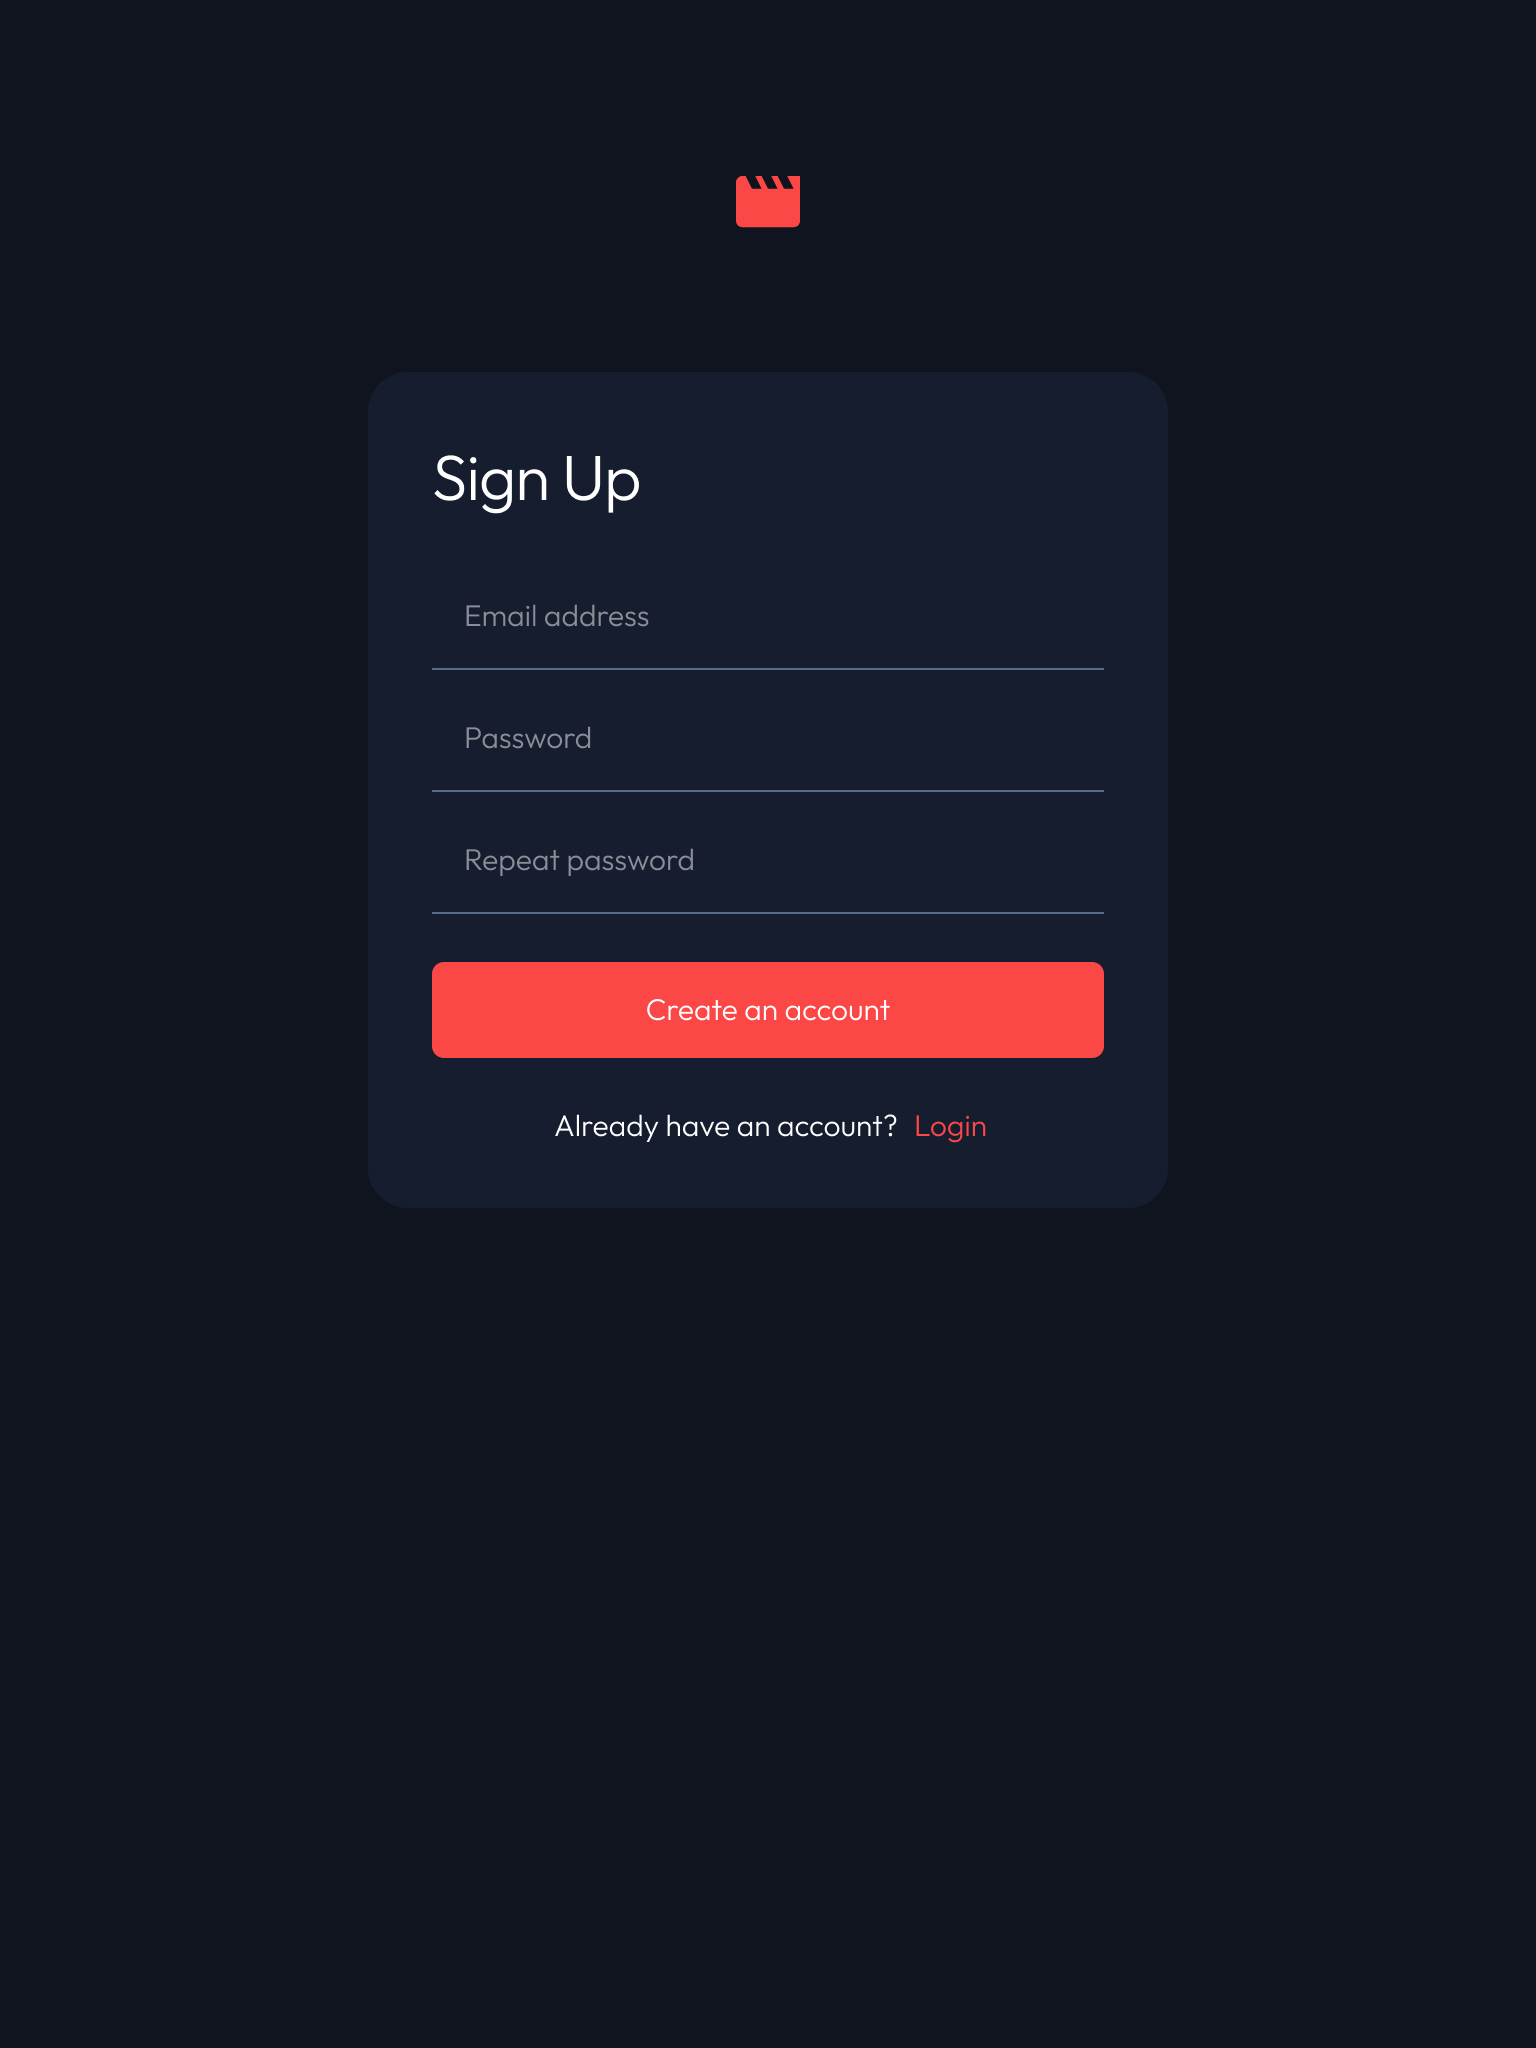 Sign Up
Email address
Password
Repeat password
Create an account
Already have an account? Login